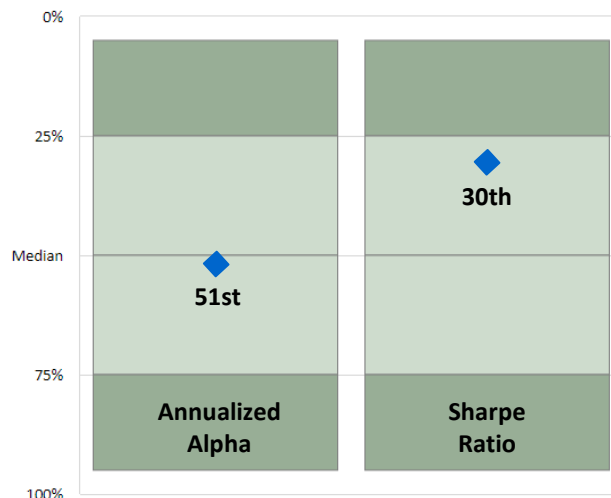 0%
25%
30th
Median
51st
75%
Annualized
Alpha
Sharpe
Ratio
100%